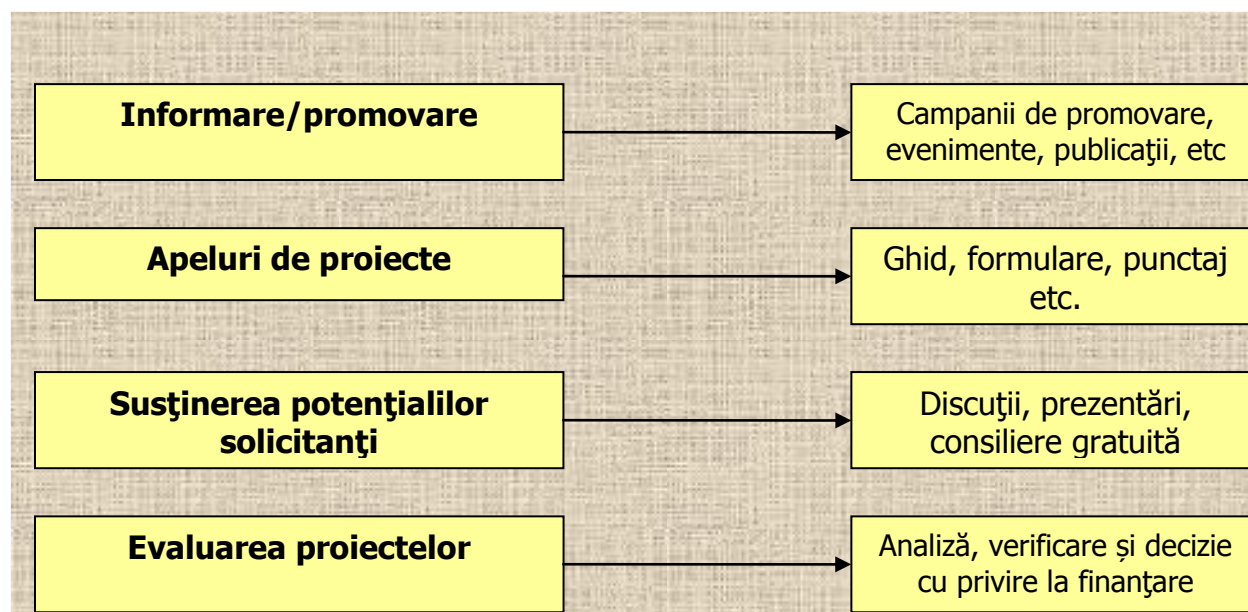 Informare/promovare
Campanii de promovare,
evenimente, publicaţii, etc
Apeluri de proiecte
Ghid, formulare, punctaj
etc.
Susţinerea potenţialilor
solicitanţi
Discuţii, prezentări,
consiliere gratuită
Evaluarea proiectelor
Analiză, verificare și decizie
cu privire la finanţare